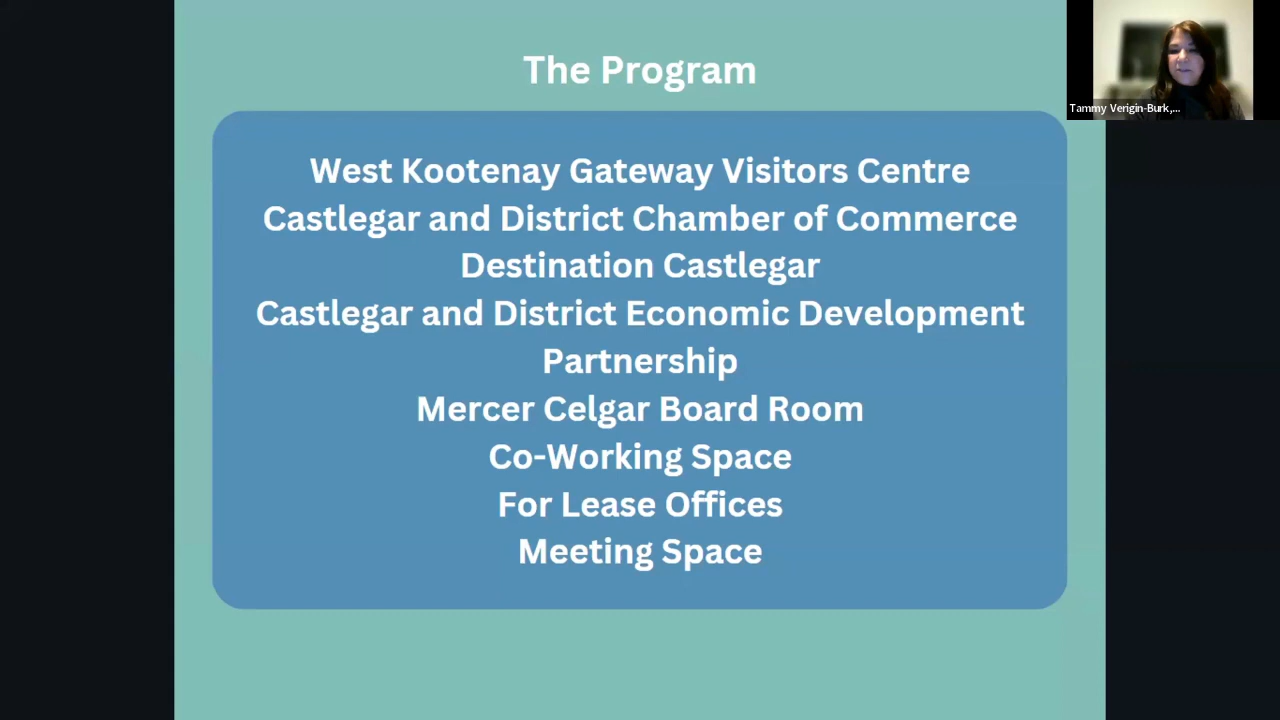 The Program
Tammy Verigin-Burk,...
West Kootenay Gateway Visitors Centre
Castlegar and District Chamber of Commerce
Destination Castlegar
Castlegar and District Economic Development
Partnership
Mercer Celgar Board Room
Co-Working Space
For Lease Offices
Meeting Space